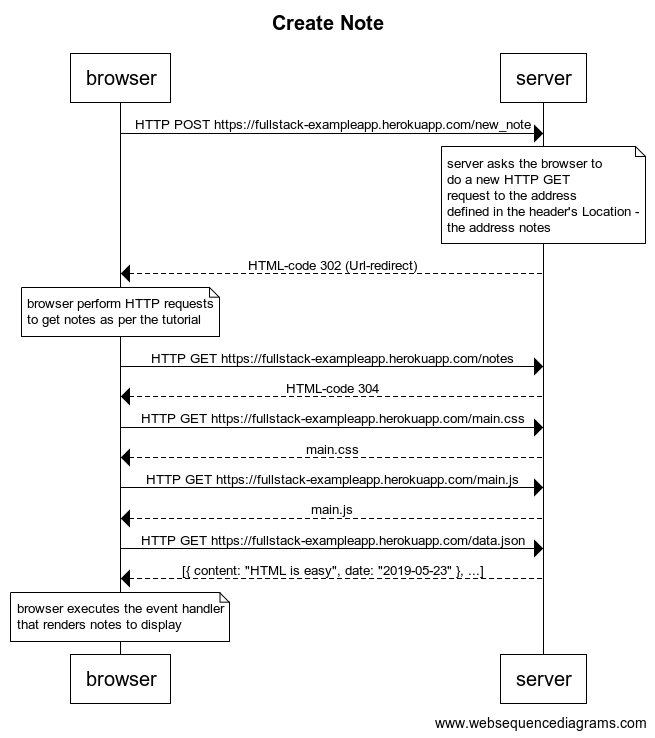 Create Note
browser
server
HTTP POST https://fullstack-exampleapp.herokuapp.com/new_note
server asks the browser to
do a new HTTP GET
request to the address
defined in the header's Location -
the address notes
HTML-code 302 (Url-redirect)
browser perform HTTP requests
to get notes as per the tutorial
HTTP GET https://fullstack-exampleapp.herokuapp.com/notes
HTML-code 304
HTTP GET https://fullstack-exampleapp.herokuapp.com/main.css
main.css
HTTP GET https://fullstack-exampleapp.herokuapp.com/main.js
main.js
HTTP GET https://fullstack-exampleapp.herokuapp.com/data.json
[{ content: "HTML is easy", date: "2019-05-23" }, ...]
browser executes the event handler
that renders notes to display
browser
server
www.websequencediagrams.com